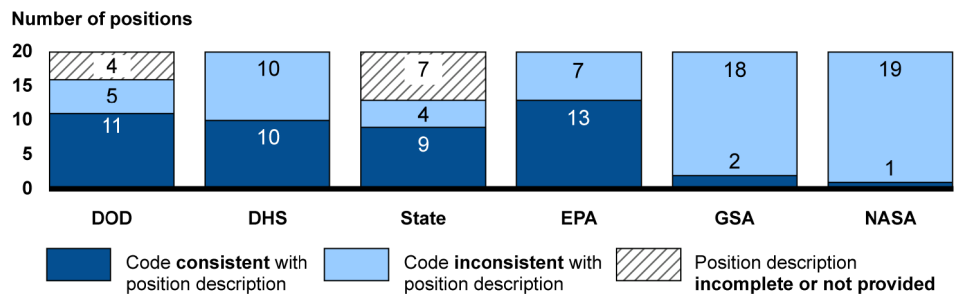 Number of positions
20
15
10
5
0
4
5
11
10
10
7
4
9
7
13
18
2
19
1
DOD DHS State EPA GSA NASA
Code consistent with
position description
Code inconsistent with
position description
Position description
incomplete or not provided